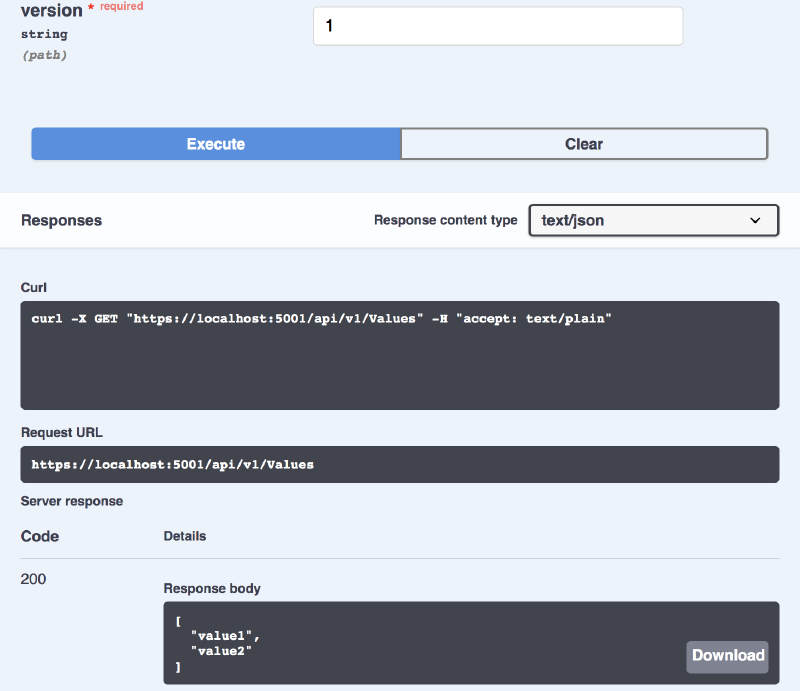 version * required
string
(path)
1
Execute
Clear
Responses
Response content type
text/json
Curl
curl -X GET "https://localhost:5001/api/v1/Values" -H "accept: text/plain"
Request URL
https://localhost:5001/api/v1/Values
Server response
Code
Details
200
Response body
[
  "value1",
  "value2"
]
Download